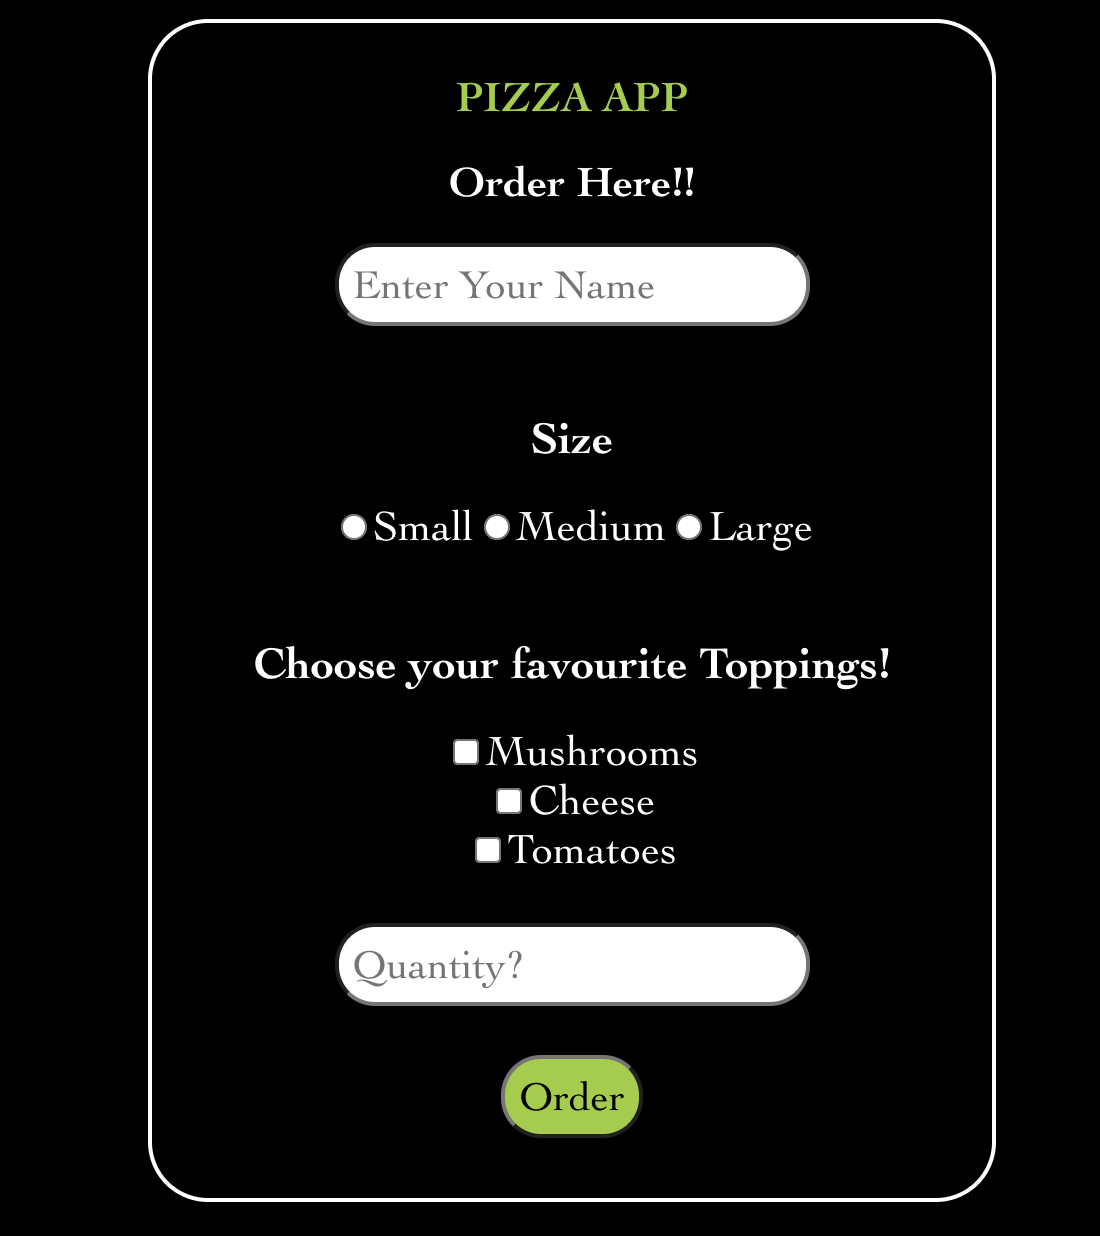 PIZZA APP
Order Here!!
Enter Your Name
Size
Small Medium Large
Choose your favourite Toppings!
Mushrooms
Cheese
Tomatoes
Quantity?
Order